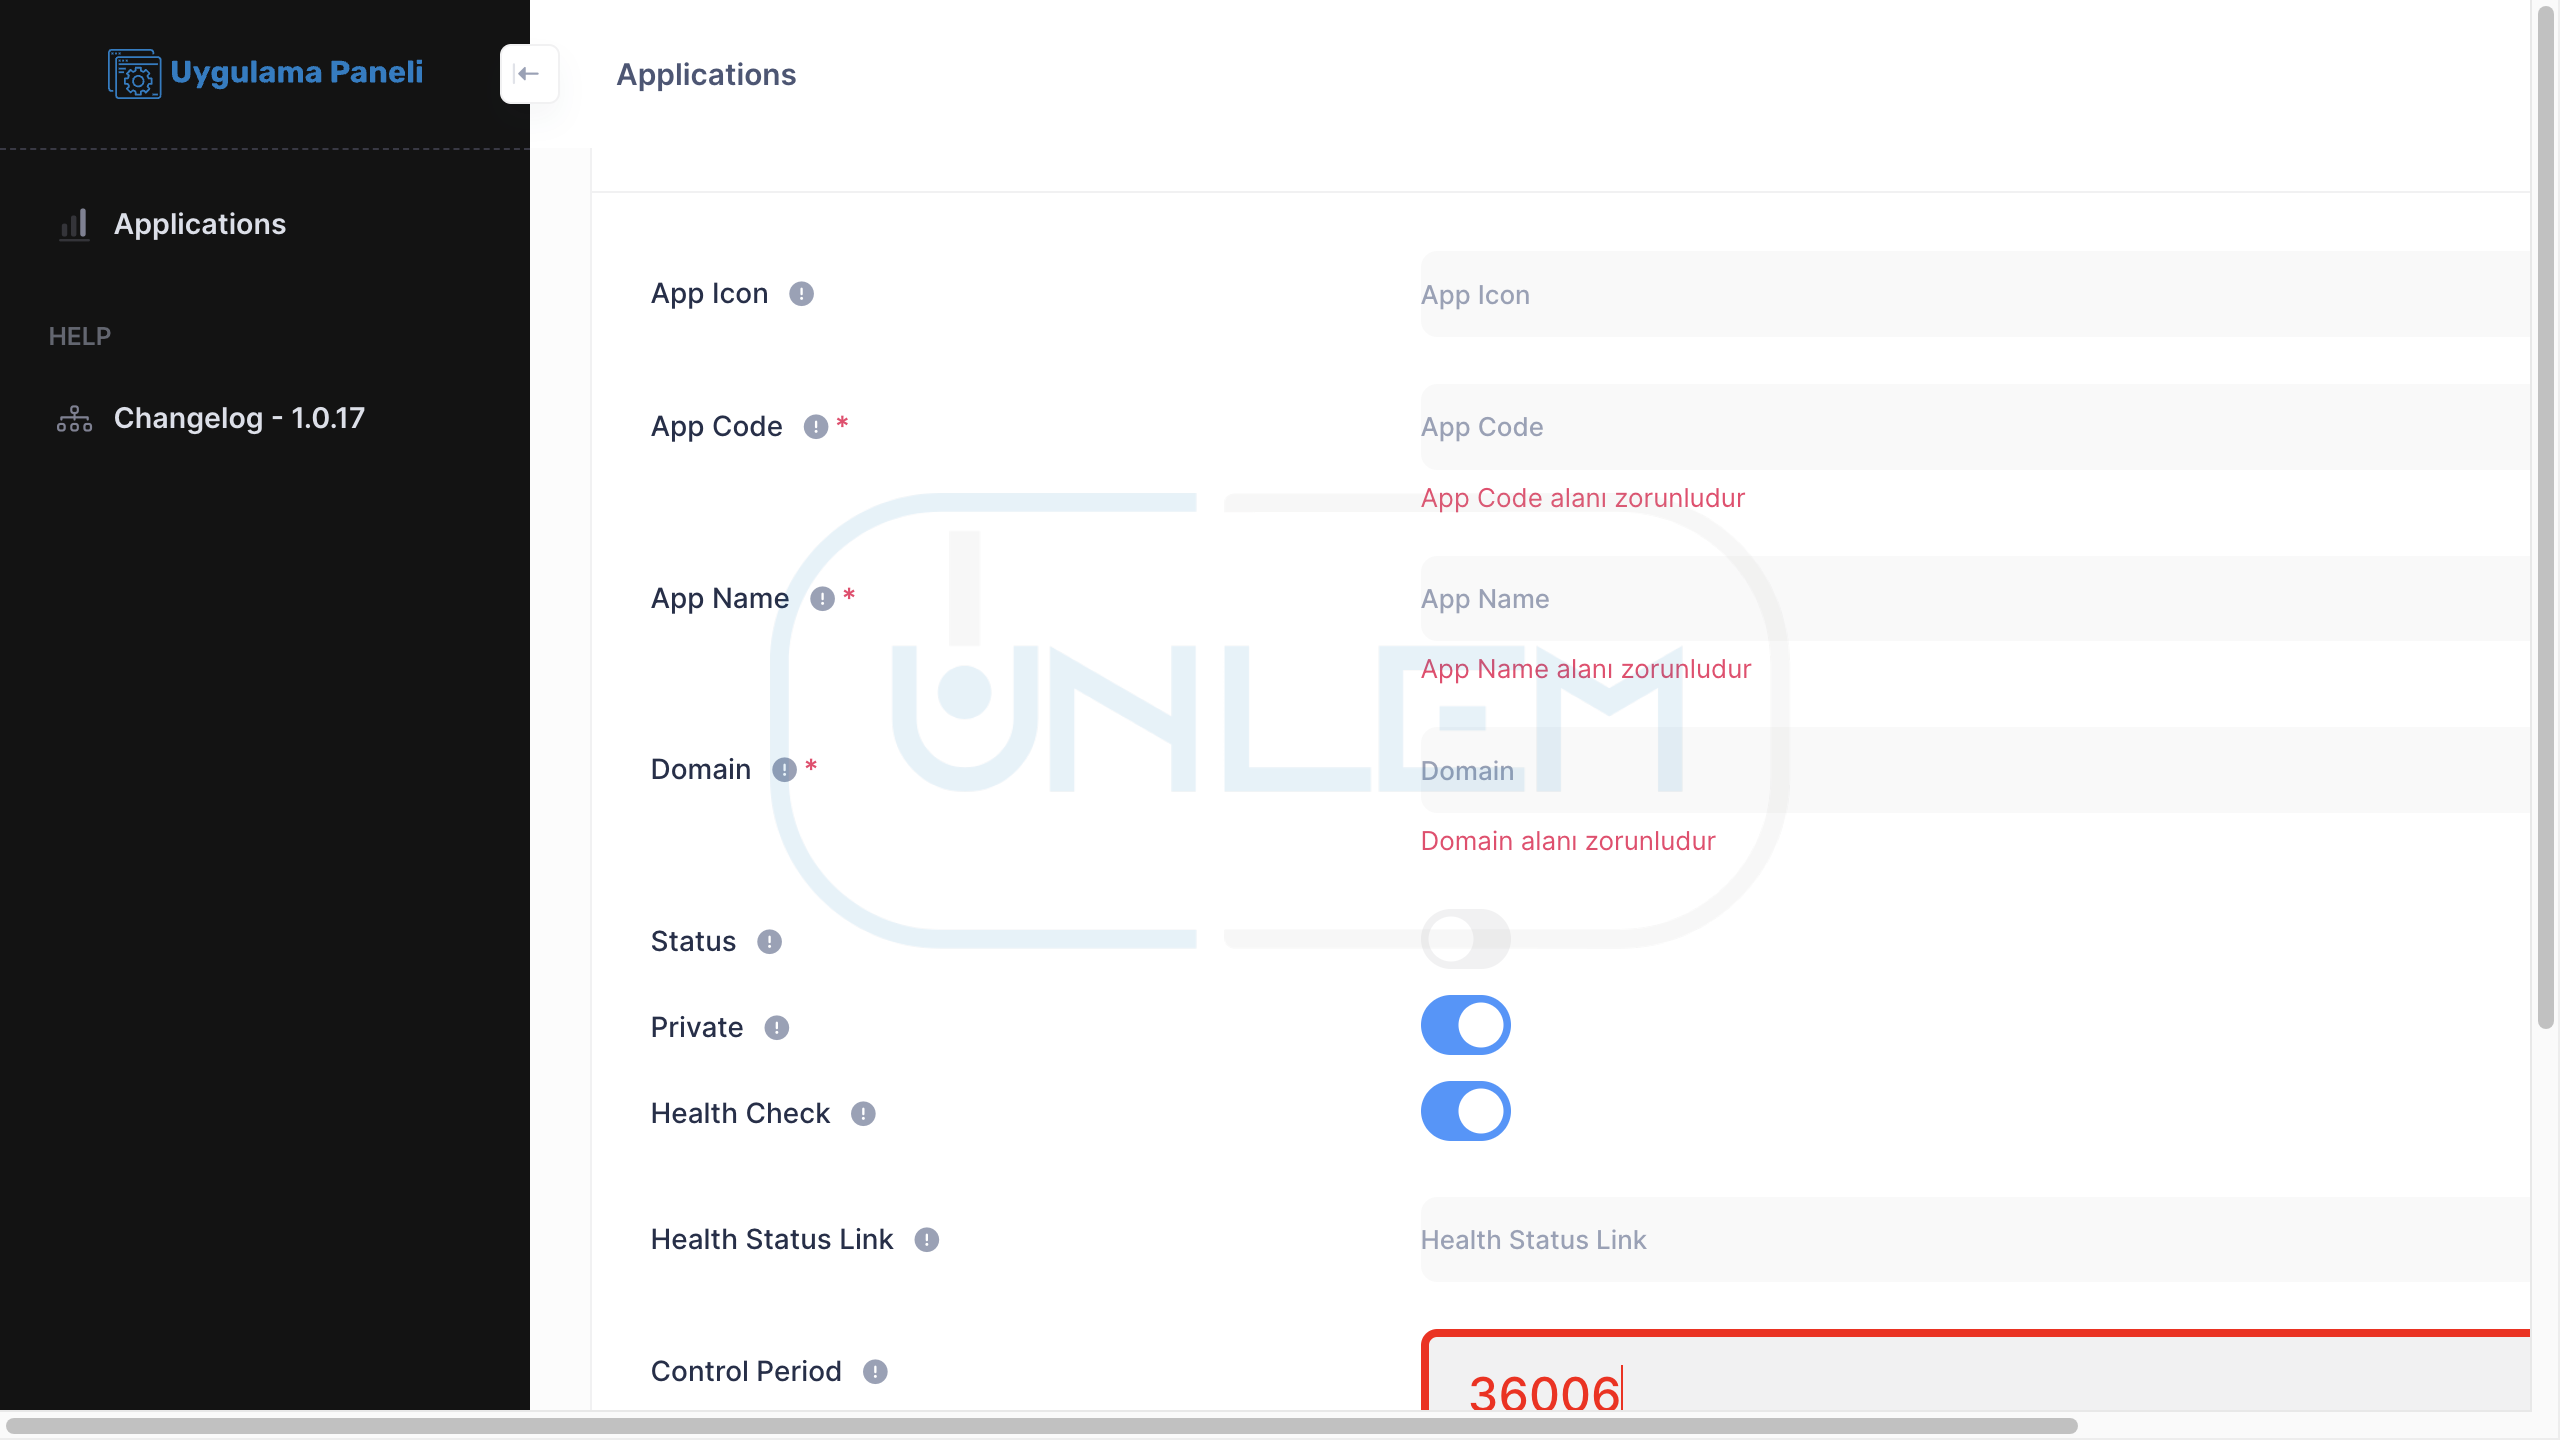 Uygulama Paneli
Applications
Applications
HELP
Changelog - 1.0.17
App Icon
App Icon
App Code *
App Code
App Code alanı zorunludur
App Name *
App Name
App Name alanı zorunludur
Domain *
Domain
Domain alanı zorunludur
UNLEM
Status
Private
Health Check
Health Status Link
Health Status Link
Control Period
36006